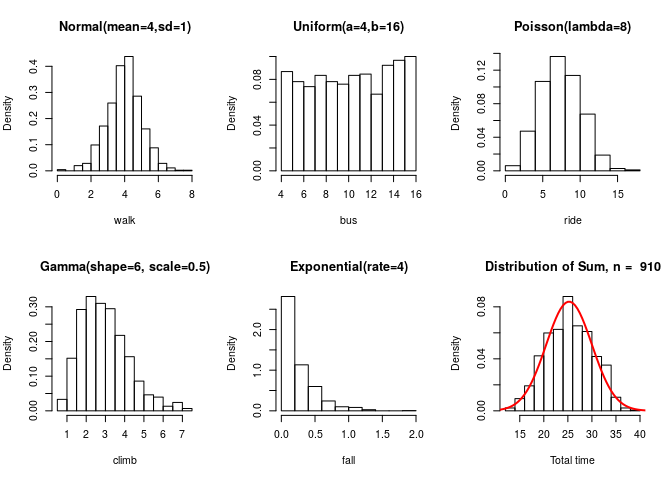 Normal(mean=4,sd=1)
Density
0.0 0.1 0.2 0.3 0.4
0 2 4 6 8
walk
Uniform(a=4,b=16)
Density
0.00 0.04 0.08
4 6 8 10 12 14 16
bus
Poisson(lambda=8)
Density
0.00 0.04 0.08 0.12
0 5 10 15
ride
Gamma(shape=6, scale=0.5)
Density
0.00 0.10 0.20 0.30
1 2 3 4 5 6 7
climb
Exponential(rate=4)
Density
0.0 1.0 2.0
0.0 0.5 1.0 1.5 2.0
fall
Distribution of Sum, n = 910
Density
0.00 0.04 0.08
15 20 25 30 35 40
Total time